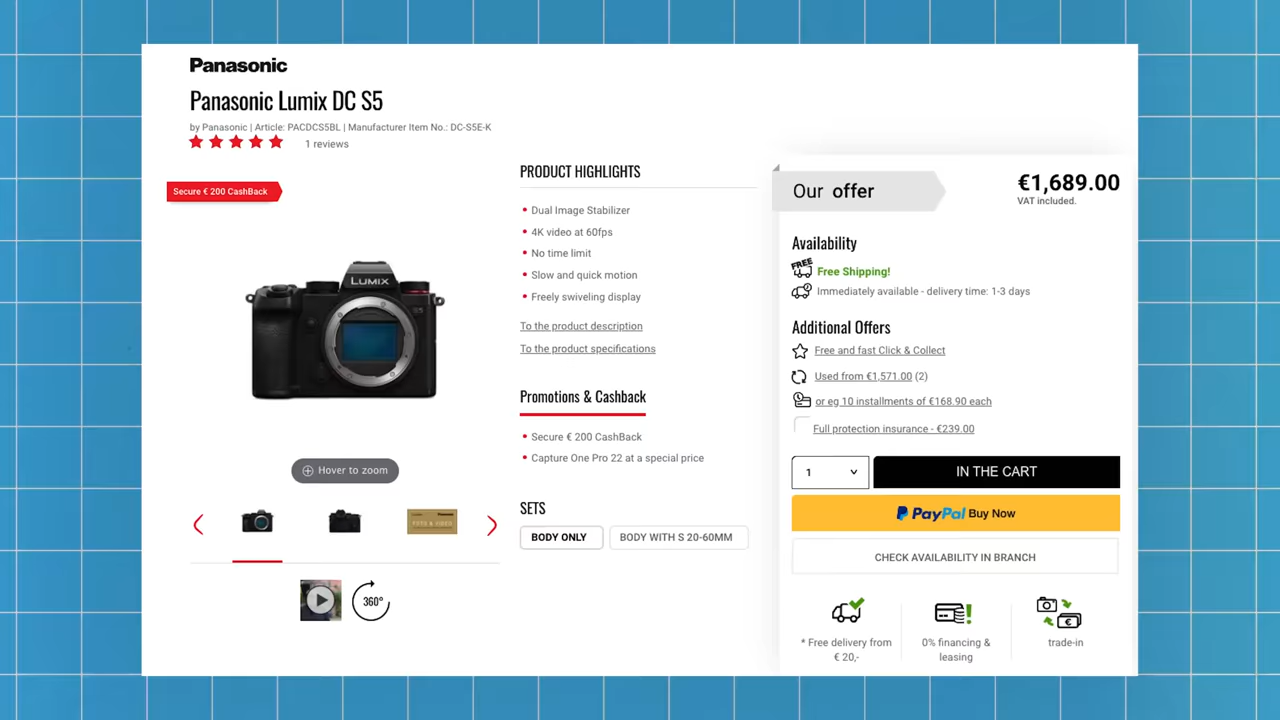 Panasonic
Panasonic Lumix DC S5
by Panasonic | Article: PACDCS5BL | Manufacturer Item No.: DC-S5E-K
1 reviews
Secure € 200 CashBack
LUMIX
S5
Hover to zoom
FOTO & VIDEO
360°
PRODUCT HIGHLIGHTS
Dual Image Stabilizer
4K video at 60fps
No time limit
Slow and quick motion
Freely swiveling display
To the product description
To the product specifications
Promotions & Cashback
Secure € 200 CashBack
Capture One Pro 22 at a special price
SETS
BODY ONLY
BODY WITH S 20-60MM
Our offer
€1,689.00
VAT included.
Availability
FREE
Free Shipping!
Immediately available - delivery time: 1-3 days
Additional Offers
Free and fast Click & Collect
Used from €1,571.00 (2)
or eg 10 installments of €168.90 each
Full protection insurance - €239.00
1
IN THE CART
PayPal Buy Now
CHECK AVAILABILITY IN BRANCH
* Free delivery from
€ 20,-
0% financing &
leasing
trade-in